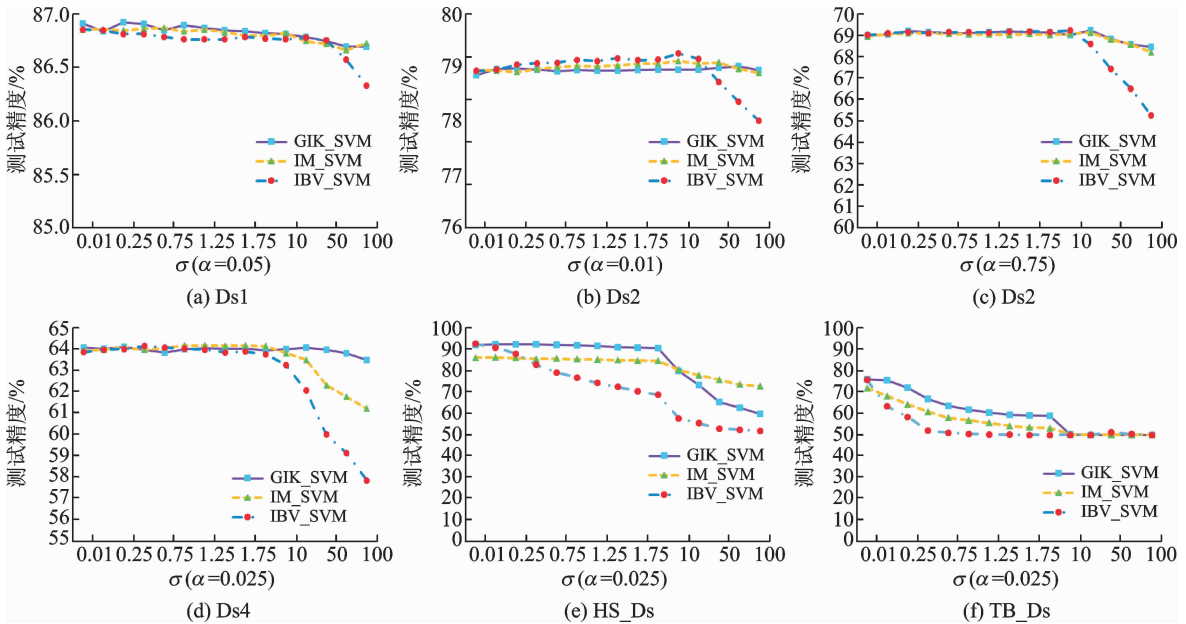 87.0
86.5
86.0
85.5
85.0
测试精度/%
GIK_SVM
IM_SVM
IBV_SVM
0.01 0.25 0.75 1.25 1.75 10 50 100
σ(α=0.05)
(a) Ds1
80
79
78
77
76
测试精度/%
GIK_SVM
IM_SVM
IBV_SVM
0.01 0.25 0.75 1.25 1.75 10 50 100
σ(α=0.01)
(b) Ds2
70
69
68
67
66
65
64
63
62
61
60
测试精度/%
GIK_SVM
IM_SVM
IBV_SVM
0.01 0.25 0.75 1.25 1.75 10 50 100
σ(α=0.75)
(c) Ds2
65
64
63
62
61
60
59
58
57
56
55
测试精度/%
GIK_SVM
IM_SVM
IBV_SVM
0.01 0.25 0.75 1.25 1.75 10 50 100
σ(α=0.025)
(d) Ds4
100
90
80
70
60
50
40
30
20
10
0
测试精度/%
GIK_SVM
IM_SVM
IBV_SVM
0.01 0.25 0.75 1.25 1.75 10 50 100
σ(α=0.025)
(e) HS_Ds
100
90
80
70
60
50
40
30
20
10
0
测试精度/%
GIK_SVM
IM_SVM
IBV_SVM
0.01 0.25 0.75 1.25 1.75 10 50 100
σ(α=0.025)
(f) TB_Ds